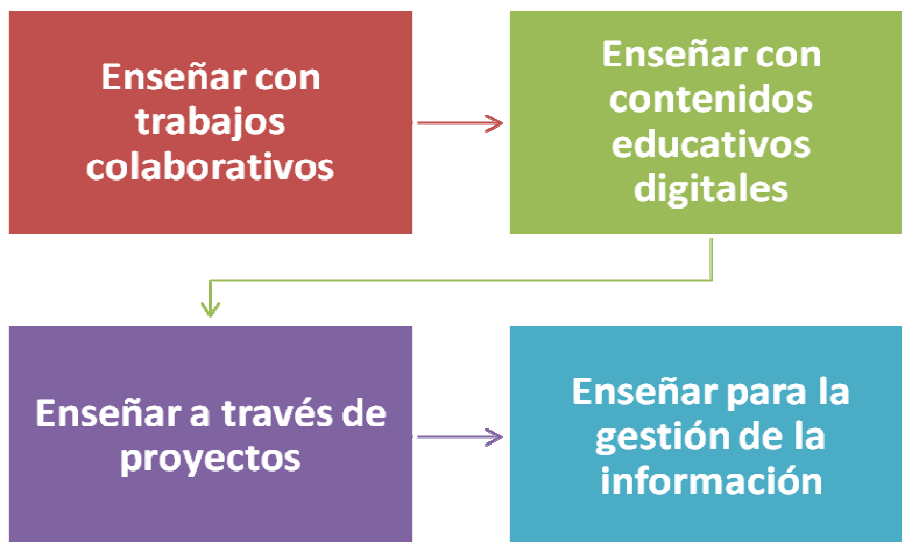 Enseñar con
trabajos
colaborativos
Enseñar con
contenidos
educativos
digitales
Enseñar a través de
proyectos
Enseñar para la
gestión de la
información